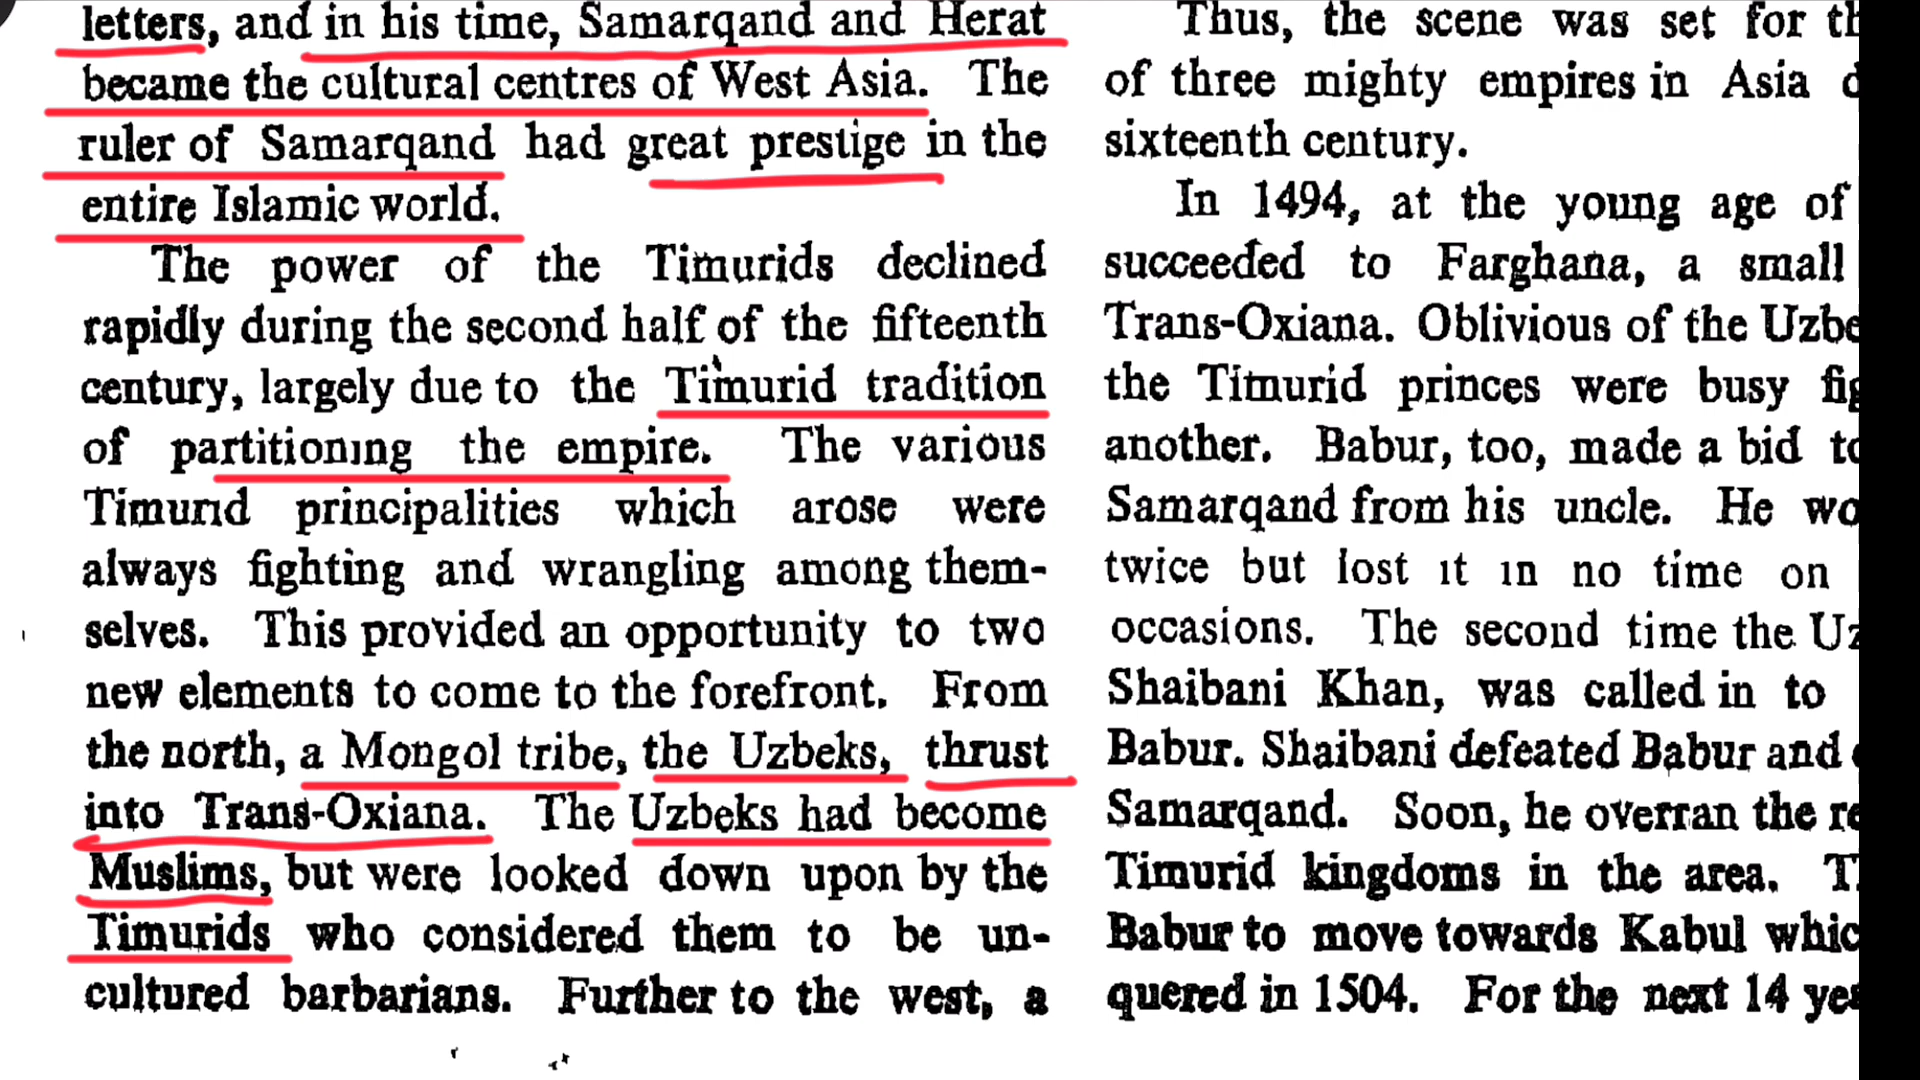 letters, and in his time, Samarqand and Herat
became the cultural centres of West Asia. The
ruler of Samarqand had great prestige in the
entire Islamic world.
The power of the Timurids declined
rapidly during the second half of the fifteenth
century, largely due to the Timurid tradition
of partitioning the empire. The various
Timurid principalities which arose were
always fighting and wrangling among them-
selves. This provided an opportunity to two
new elements to come to the forefront. From
the north, a Mongol tribe, the Uzbeks, thrust
into Trans-Oxiana. The Uzbeks had become
Muslims, but were looked down upon by the
Timurids who considered them to be un-
cultured barbarians. Further to the west, a
Thus, the scene was set for
of three mighty empires in Asia
sixteenth century.
In 1494, at the young age of
succeeded to Farghana, a small
Trans-Oxiana. Oblivious of the
the Timurid princes were busy
another. Babur, too, made a bid
Samarqand from his uncle. He
twice but lost it in no time on
occasions. The second time the
Shaibani Khan, was called in to
Babur. Shaibani defeated Babur and
Samarqand. Soon, he overran the
Timurid kingdoms in the area.
Babur to move towards Kabul
quered in 1504. For the next 14